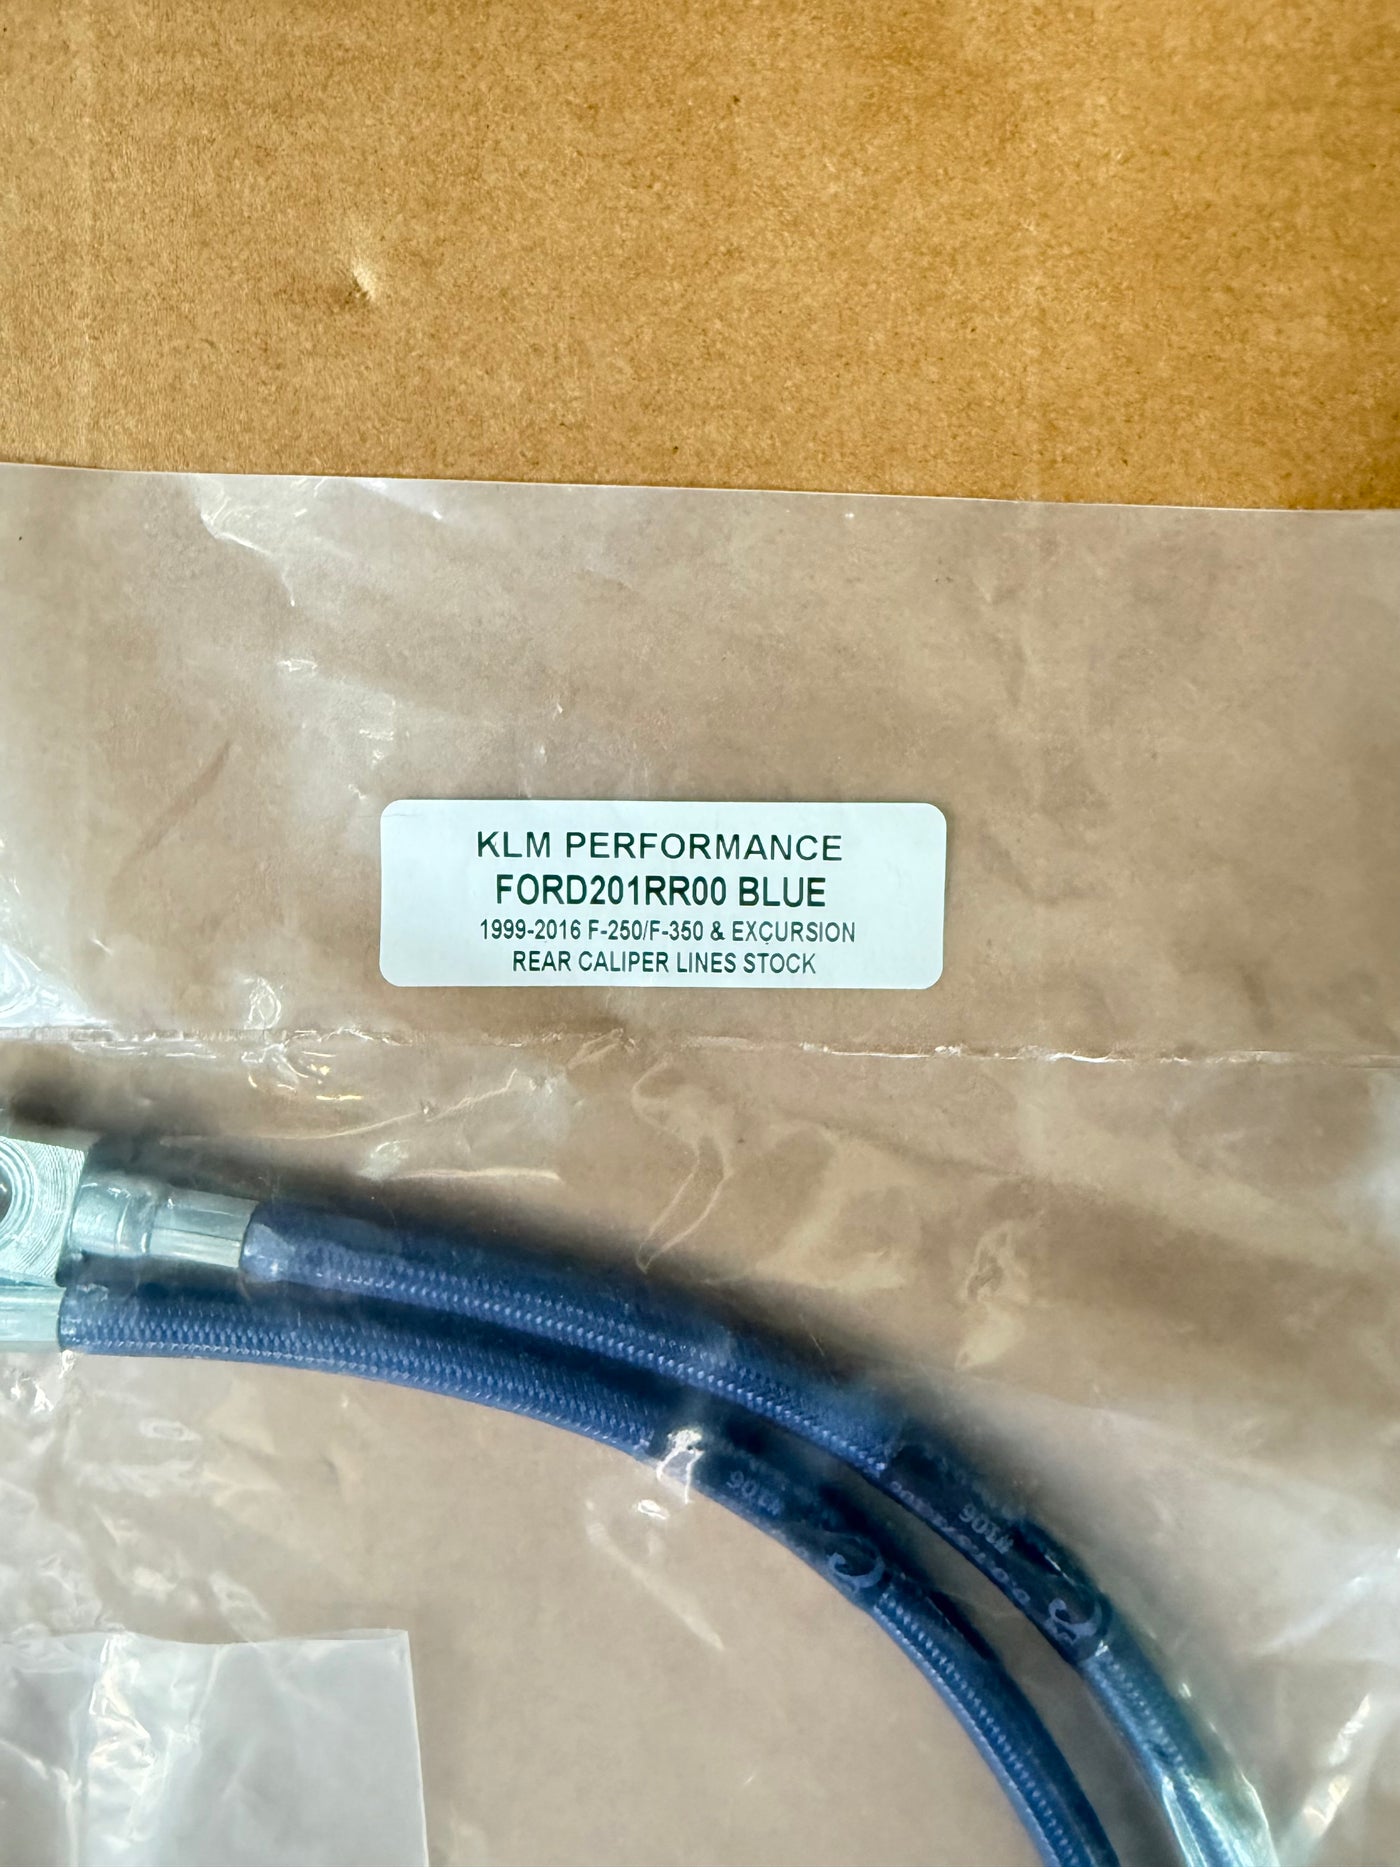 KLM PERFORMANCE
FORD201RR00 BLUE
1999-2016 F-250/F-350 & EXCURSION
REAR CALIPER LINES STOCK